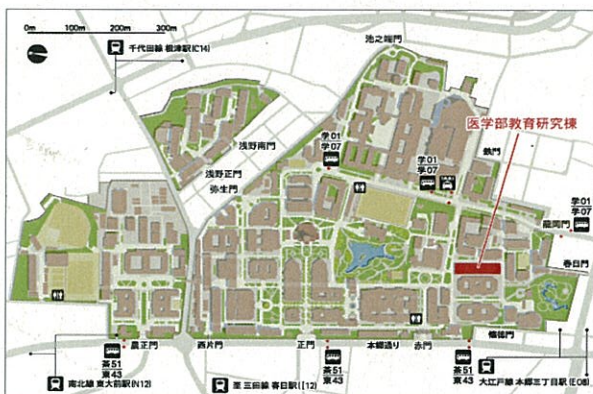 0m 100m 200m 300m
千代田線 根津駅(C14)
池之端門
医学部教育研究棟
浅野南門
学01
学07
学01
学07
鉄門
浅野正門
弥生門
学01
学07
龍岡門
春日門
農正門
西片門
正門
本郷通り
赤門
懐徳門
茶51
東43
茶51
東43
茶51
東43
南北線 東大前駅(N12)
至 三田線 春日駅(I12)
大江戸線 本郷三丁目駅(E08)